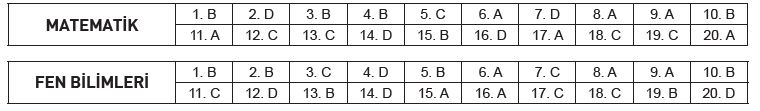 MATEMATİK
1. B 2. D 3. B 4. B 5. C 6. A 7. D 8. A 9. A 10. B
11. A 12. C 13. C 14. D 15. B 16. D 17. A 18. C 19. C 20. A
FEN BİLİMLERİ
1. B 2. B 3. C 4. D 5. B 6. A 7. C 8. A 9. A 10. B
11. C 12. D 13. B 14. D 15. A 16. A 17. C 18. C 19. B 20. D